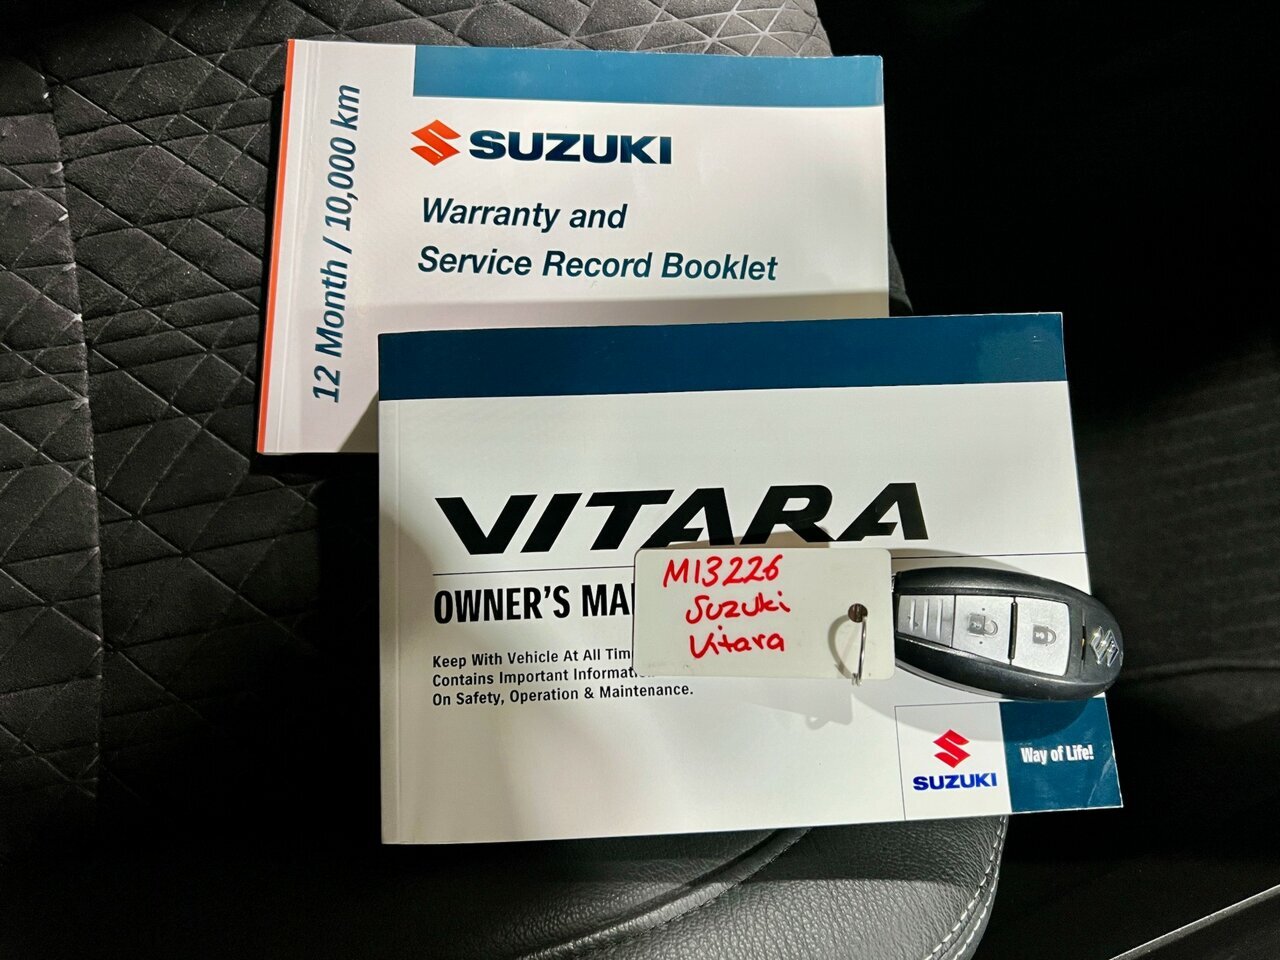 12 Month / 10,000 km
SUZUKI
Warranty and
Service Record Booklet
VITARA
OWNER'S MA
M13226
Suzuki
Vitara
Keep With Vehicle At All Tim
Contains Important Informat
On Safety, Operation & Maintenance.
SUZUKI
Way of Life!